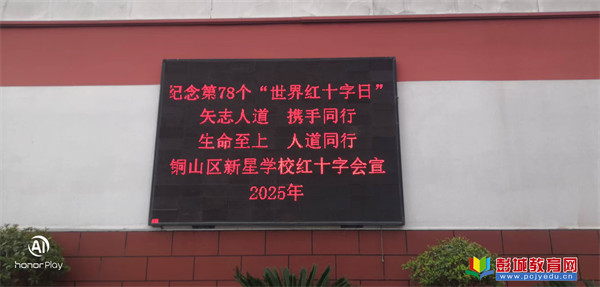 纪念第78个“世界红十字日”
矢志人道 携手同行
生命至上 人道同行
铜山区新星学校红十字会宣
2025年
AI
honor Play
彭城教育网
www.pcjyedu.cn